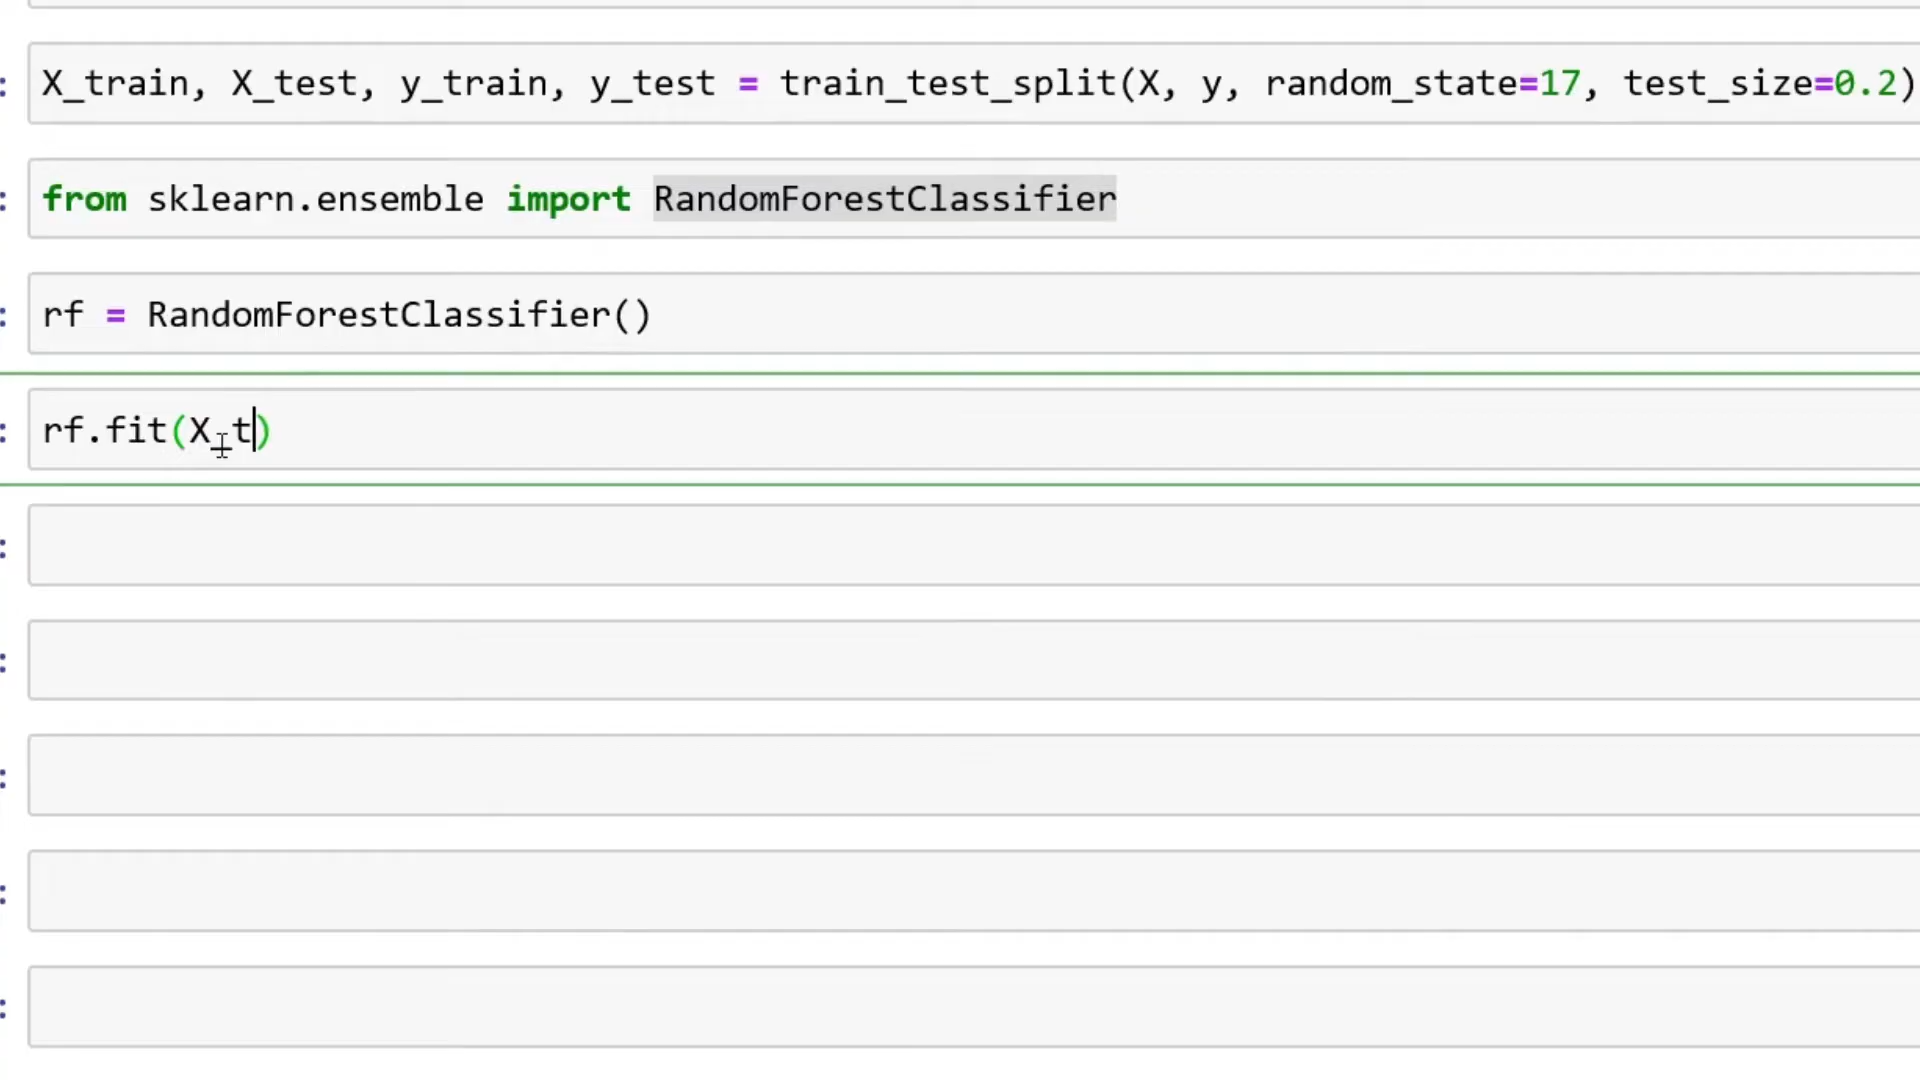 : X_train, X_test, y_train, y_test = train_test_split(X, y, random_state=17, test_size=0.2)
: from sklearn.ensemble import RandomForestClassifier
: rf = RandomForestClassifier()
: rf.fit(X_t)
:
:
:
:
: